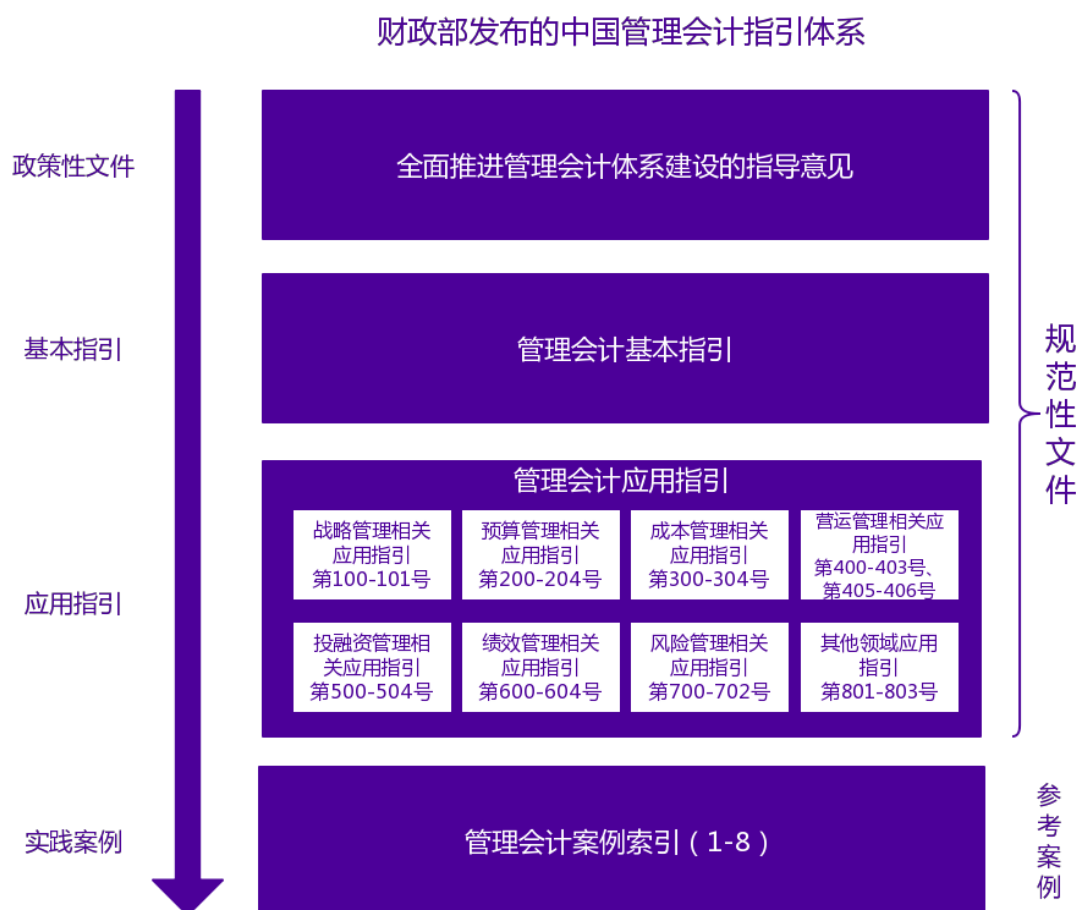 财政部发布的中国管理会计指引体系
政策性文件
全面推进管理会计体系建设的指导意见
基本指引
管理会计基本指引
规范性文件
应用指引
管理会计应用指引
战略管理相关
应用指引
第100-101号
预算管理相关
应用指引
第200-204号
成本管理相关
应用指引
第300-304号
营运管理相关应
用指引
第400-403号、
第405-406号
投融资管理相
关应用指引
第500-504号
绩效管理相关
应用指引
第600-604号
风险管理相关
应用指引
第700-702号
其他领域应用
指引
第801-803号
实践案例
管理会计案例索引（1-8）
参考案例